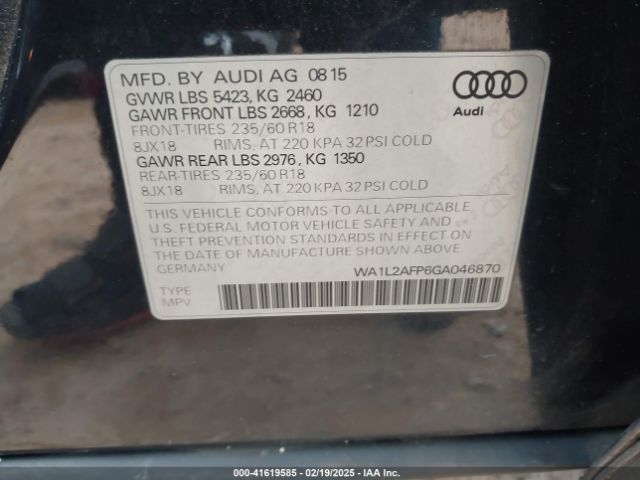 MFD. BY AUDI AG 08 15
GVWR LBS 5423, KG 2460
GAWR FRONT LBS 2668, KG 1210
FRONT-TIRES 235/60 R18
8JX18 RIMS, AT 220 KPA 32 PSI COLD
GAWR REAR LBS 2976, KG 1350
REAR-TIRES 235/60 R18
8JX18 RIMS, AT 220 KPA 32 PSI COLD
Audi
THIS VEHICLE CONFORMS TO ALL APPLICABLE
U.S. FEDERAL MOTOR VEHICLE SAFETY AND
THEFT PREVENTION STANDARDS IN EFFECT ON
THE DATE OF MANUFACTURE SHOWN ABOVE.
GERMANY WA1L2AFP6GA046870
TYPE
MPV
000-41619585 - 02/19/2025 - IAA Inc.